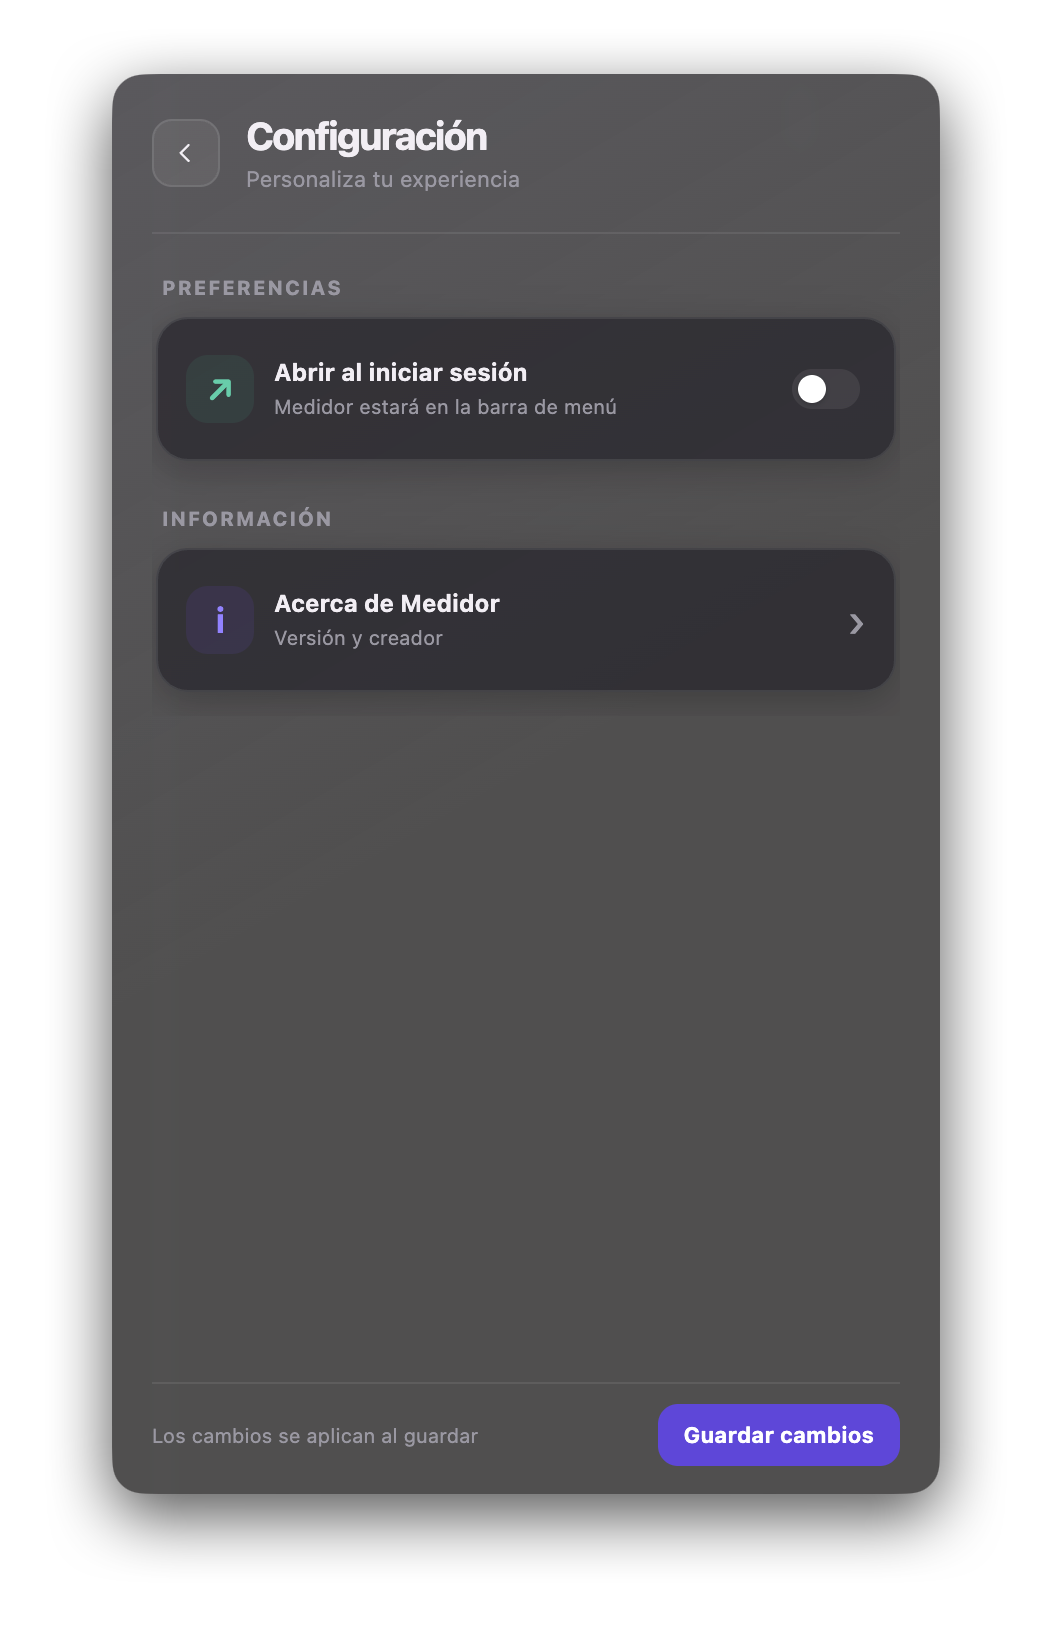 Configuración
Personaliza tu experiencia
PREFERENCIAS
Abrir al iniciar sesión
Medidor estará en la barra de menú
INFORMACIÓN
Acerca de Medidor
Versión y creador
Los cambios se aplican al guardar
Guardar cambios